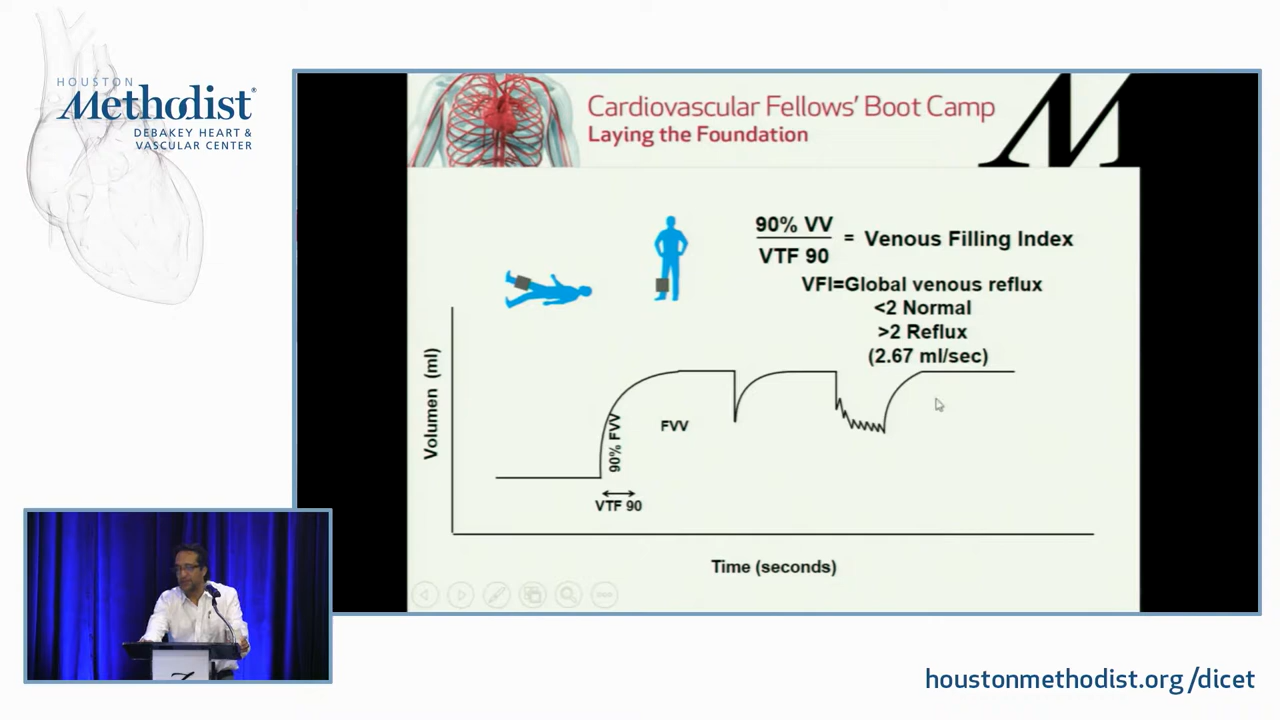 HOUSTON
Methodist®
DEBAKEY HEART &
VASCULAR CENTER
Cardiovascular Fellows' Boot Camp
Laying the Foundation
M
90% VV
VTF 90
= Venous Filling Index
VFI=Global venous reflux
<2 Normal
>2 Reflux
(2.67 ml/sec)
Volumen (ml)
90% FVV
FVV
VTF 90
Time (seconds)
houstonmethodist.org/dicet